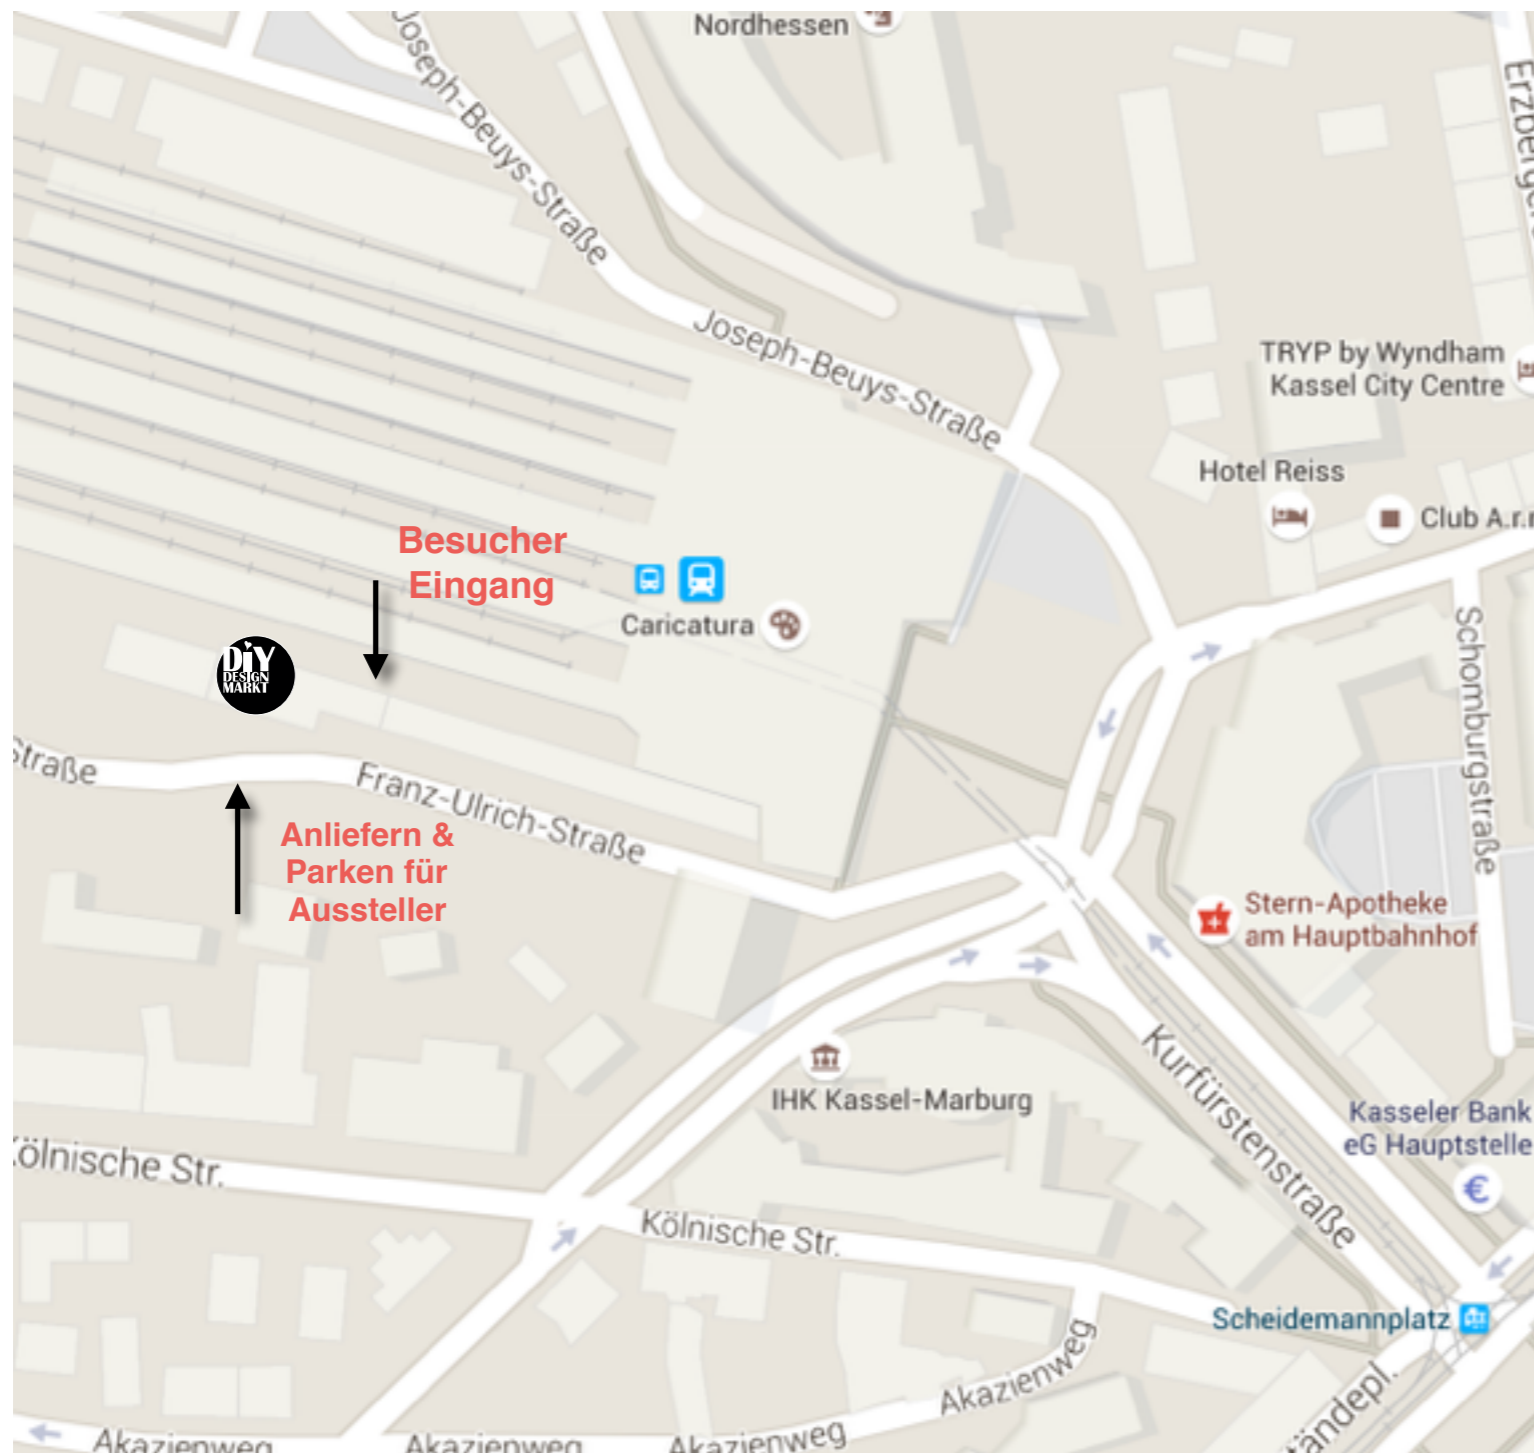 Nordhessen
Joseph-Beuys-Straße
Joseph-Beuys-Straße
TRYP by Wyndham
Kassel City Centre
Hotel Reiss
Club A.r.
Besucher
Eingang
Caricatura
DiY
DESIGN
MARKT
Schomburgstraße
Straße
Franz-Ulrich-Straße
Anliefern &
Parken für
Aussteller
Stern-Apotheke
am Hauptbahnhof
IHK Kassel-Marburg
Kurfürstenstraße
Kasseler Bank
eG Hauptstelle
€
Kölnische Str.
Kölnische Str.
Scheidemannplatz
Akazienweg
ständepl.
Akazienweg
Akazienweg
Akazienweg